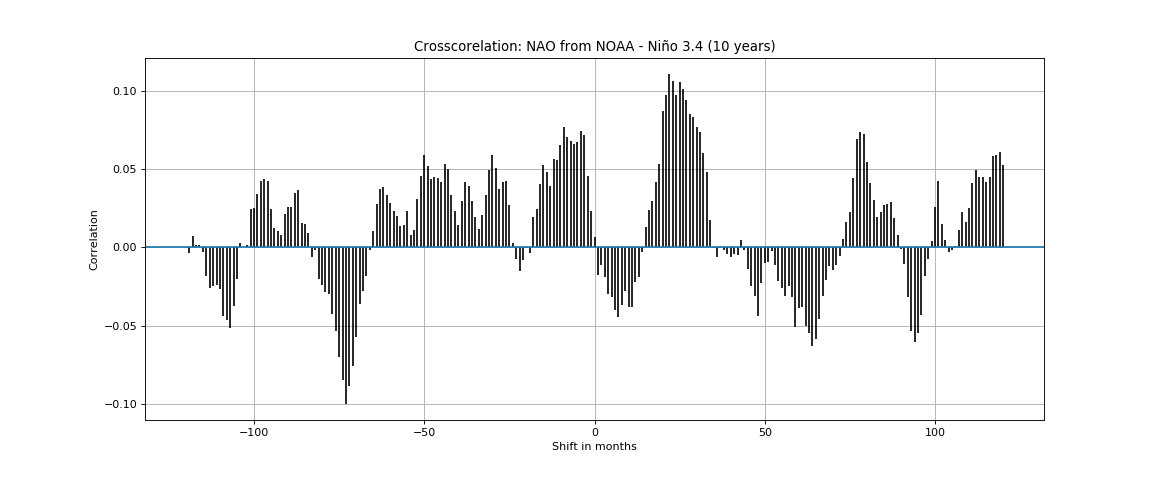 Crosscorelation: NAO from NOAA - Niño 3.4 (10 years)
0.10
0.05
0.00
−0.05
−0.10
Correlation
−100 −50 0 50 100
Shift in months